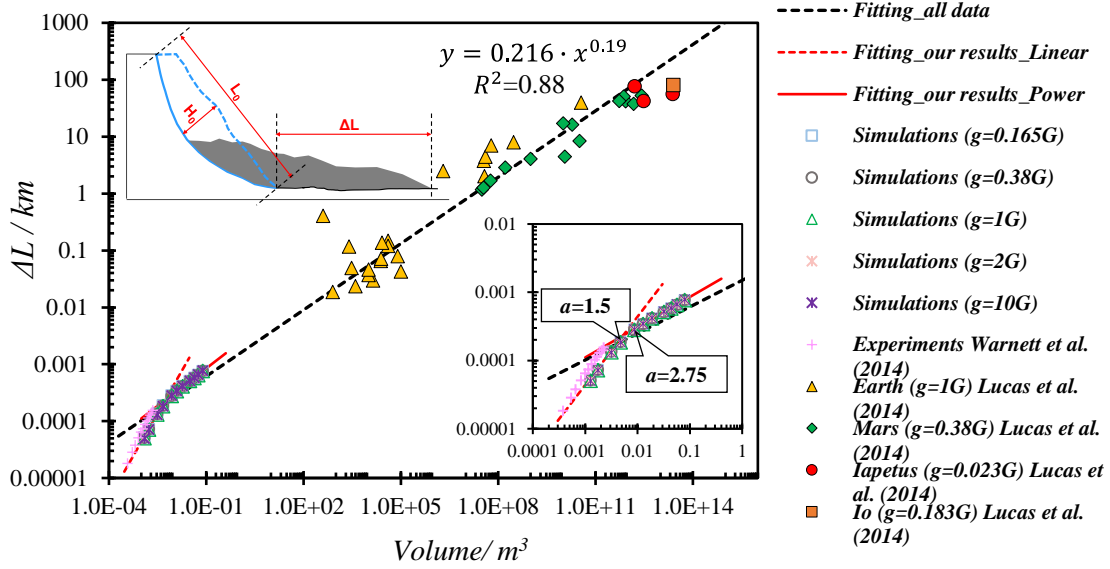 1000
100
10
1
0.1
0.01
0.001
0.0001
0.00001
ΔL / km
1.0E-04
1.0E-01
1.0E+02
1.0E+05
1.0E+08
1.0E+11
1.0E+14
Volume/ m³
L₀
H₀
ΔL
y = 0.216 · x^0.19
R²=0.88
0.01
0.001
0.0001
0.00001
0.0001
0.001
0.01
0.1
1
a=1.5
a=2.75
Fitting_all data
Fitting_our results_Linear
Fitting_our results_Power
Simulations (g=0.165G)
Simulations (g=0.38G)
Simulations (g=1G)
Simulations (g=2G)
Simulations (g=10G)
Experiments Warnett et al.
(2014)
Earth (g=1G) Lucas et al.
(2014)
Mars (g=0.38G) Lucas et al.
(2014)
Iapetus (g=0.023G) Lucas et
al. (2014)
Io (g=0.183G) Lucas et al.
(2014)